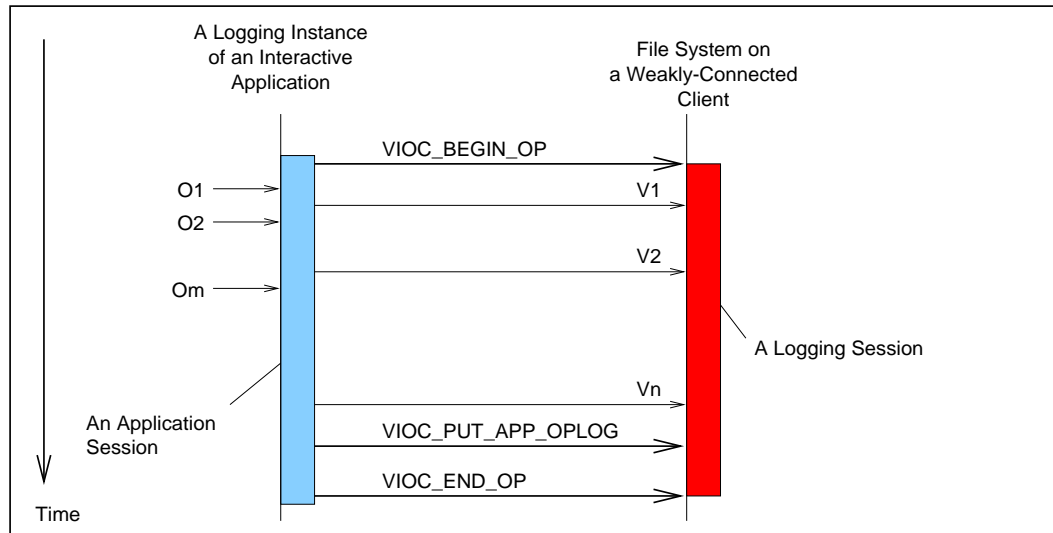 A Logging Instance
of an Interactive
Application
File System on
a Weakly-Connected
Client
VIOC_BEGIN_OP
O1
V1
O2
V2
Om
A Logging Session
Vn
An Application
Session
VIOC_PUT_APP_OPLOG
VIOC_END_OP
Time